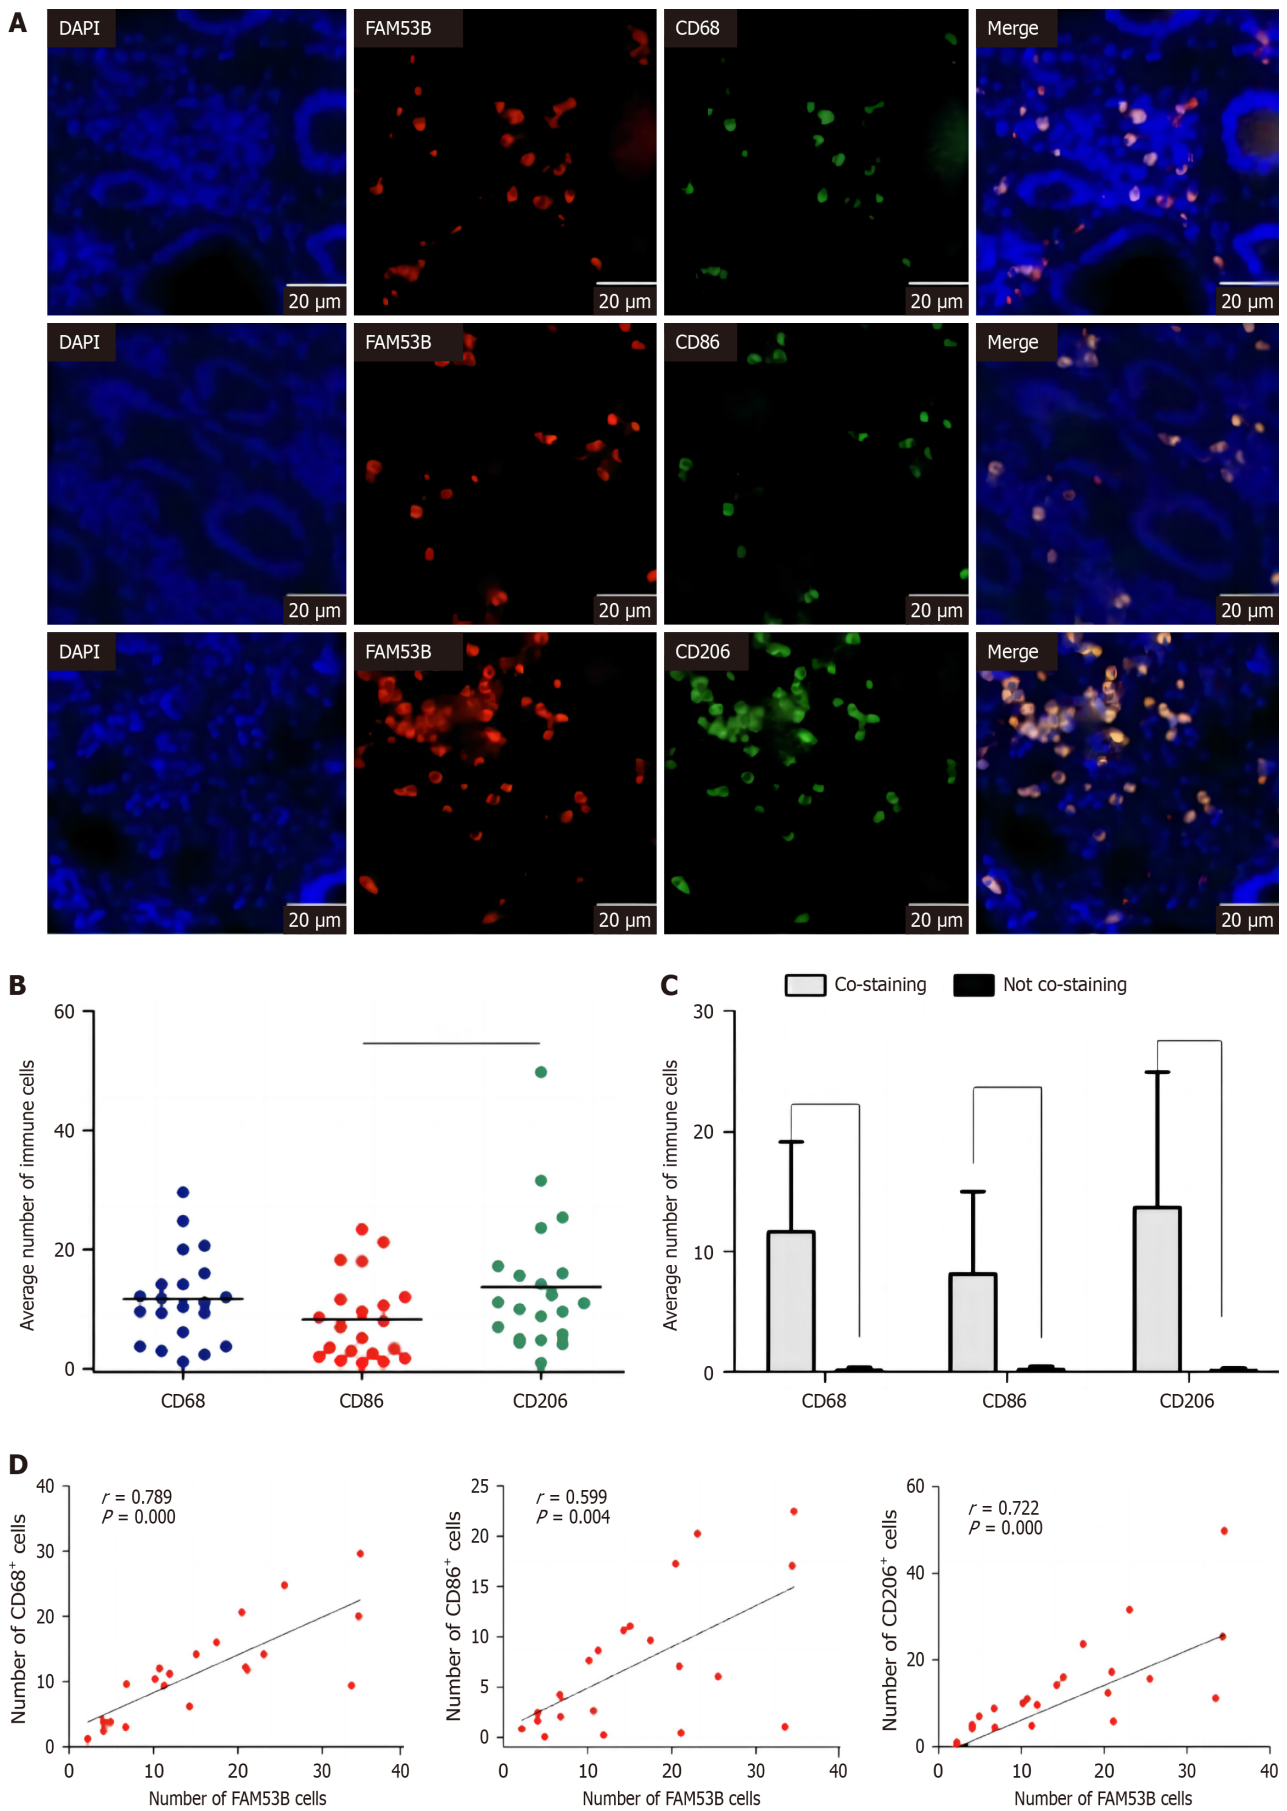 A
DAPI FAM53B CD68 Merge
20 µm 20 µm 20 µm 20 µm
DAPI FAM53B CD86 Merge
20 µm 20 µm 20 µm 20 µm
DAPI FAM53B CD206 Merge
20 µm 20 µm 20 µm 20 µm
B
60
40
20
0
Average number of immune cells
CD68 CD86 CD206
C
Co-staining Not co-staining
30
20
10
0
Average number of immune cells
CD68 CD86 CD206
D
r = 0.789
P = 0.000
40
30
20
10
0
Number of CD68+ cells
0 10 20 30 40
Number of FAM53B cells
r = 0.599
P = 0.004
25
20
15
10
5
0
Number of CD86+ cells
0 10 20 30 40
Number of FAM53B cells
r = 0.722
P = 0.000
60
40
20
0
Number of CD206+ cells
0 10 20 30 40
Number of FAM53B cells